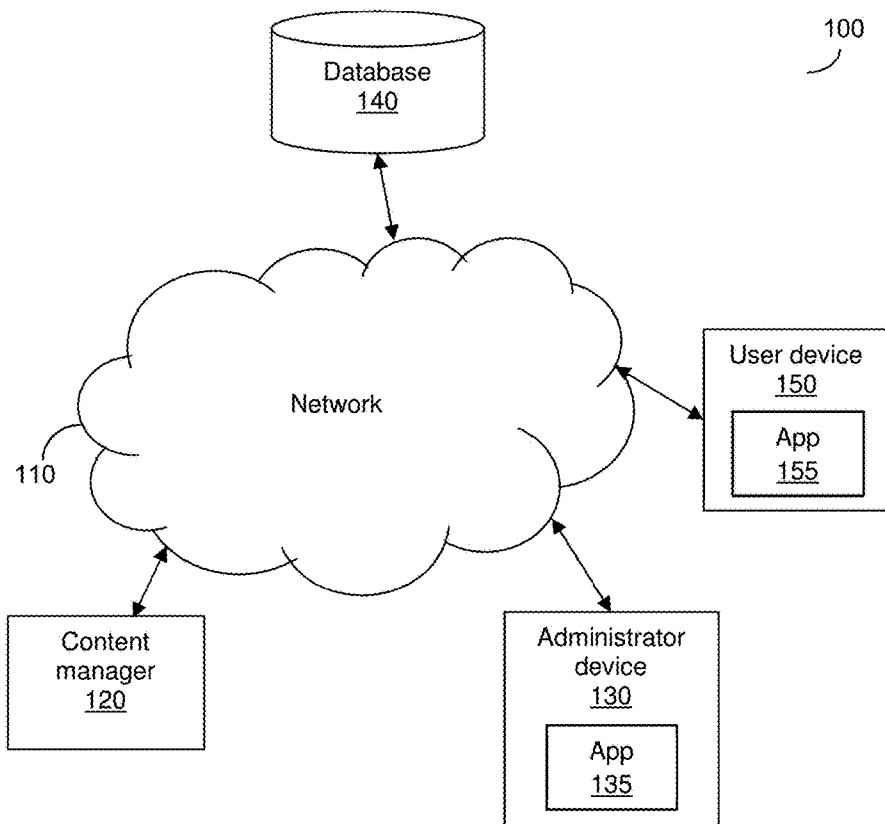 100
Database
140
Network
110
User device
150
App
155
Content
manager
120
Administrator
device
130
App
135